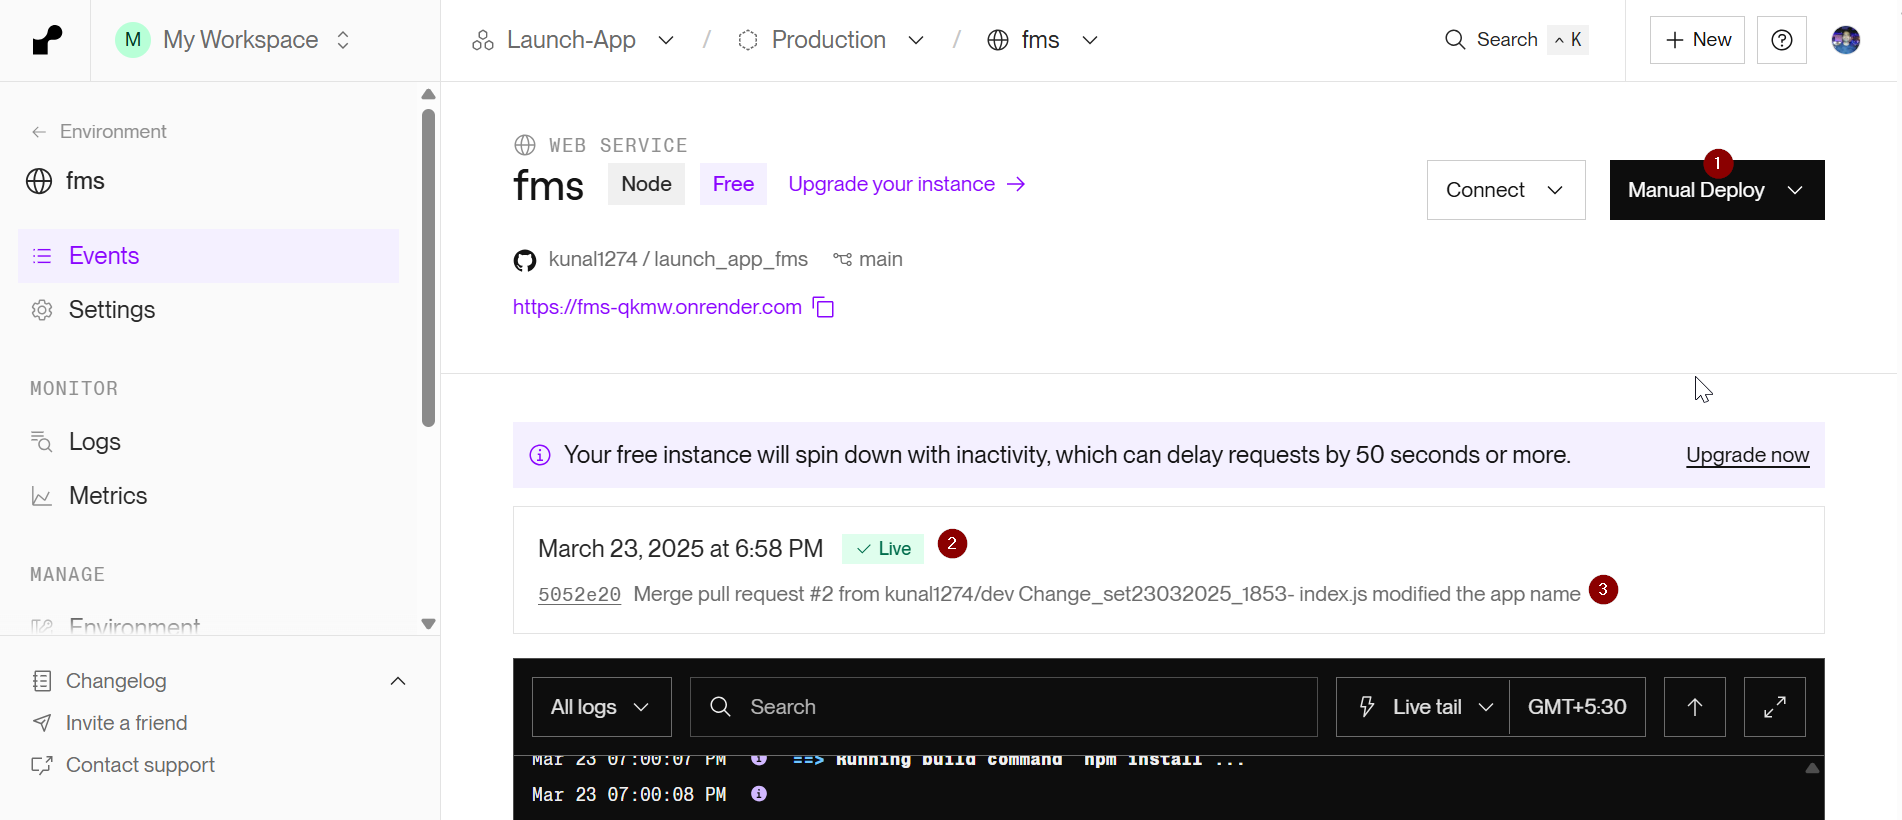 M My Workspace
Launch-App / Production / fms
Search ^ K
+ New
← Environment
fms
Events
Settings
MONITOR
Logs
Metrics
MANAGE
Environment
Changelog
Invite a friend
Contact support
WEB SERVICE
fms Node Free Upgrade your instance →
Connect
1
Manual Deploy
kunal1274 / launch_app_fms main
https://fms-qkmw.onrender.com
Your free instance will spin down with inactivity, which can delay requests by 50 seconds or more. Upgrade now
March 23, 2025 at 6:58 PM ✓ Live 2
5052e20 Merge pull request #2 from kunal1274/dev Change_set23032025_1853- index.js modified the app name 3
All logs Search Live tail GMT+5:30
Mar 23 07:00:07 PM ==> Running build command 'npm install'...
Mar 23 07:00:08 PM